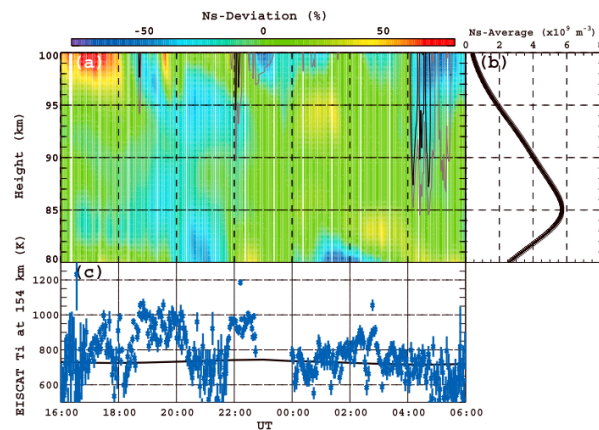 Ns-Deviation (%)
Ns-Average (x10⁹ m⁻³)
−50 0 50
0 2 4 6 8
(a)
(b)
100
95
90
85
80
Height (km)
(c)
1200
1000
800
600
EISCAT Ti at 154 km (K)
16:00 18:00 20:00 22:00 00:00 02:00 04:00 06:00
UT